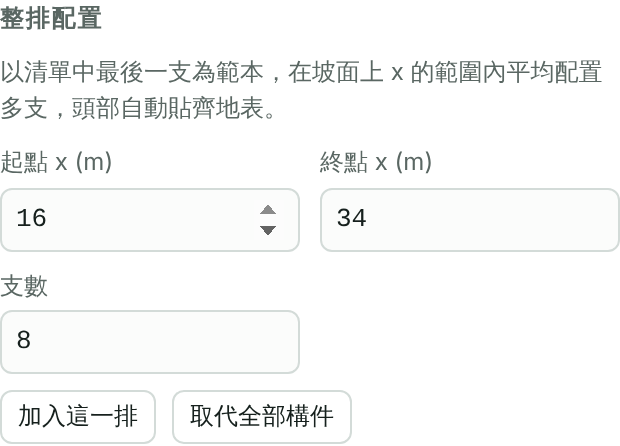 整排配置
以清單中最後一支為範本，在坡面上 x 的範圍內平均配置
多支，頭部自動貼齊地表。
起點 x (m)
終點 x (m)
16
34
支數
8
加入這一排
取代全部構件